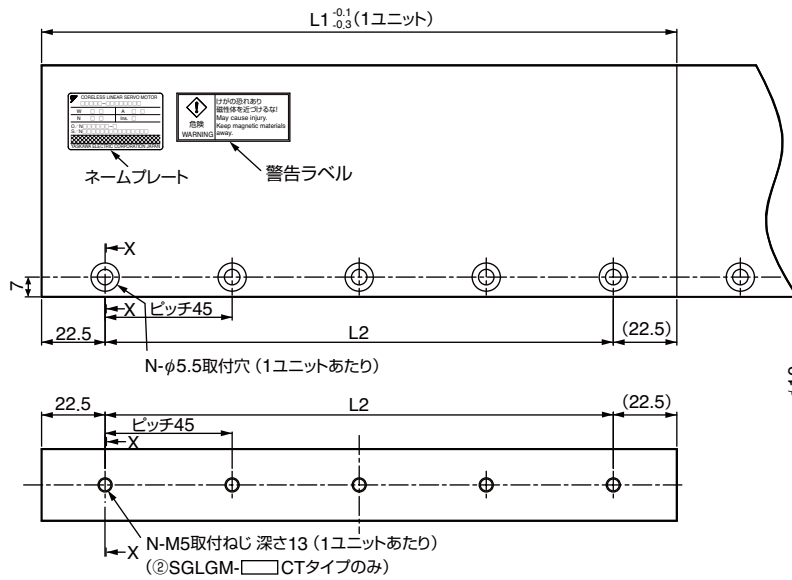 L1 -0.1 -0.3 (1ユニット)
CORELESS LINEAR SERVO MOTOR
□□□□□-□□□□□□□□
W □ □ A □ □
N □ □ Ins. □
O/N□□□□□□-□
S/N□□□□□□□□□□□□□□□
YASKAWA ELECTRIC CORPORATION JAPAN
危険
WARNING
けがの恐れあり
磁性体を近づけるな!
May cause injury.
Keep magnetic materials
away.
ネームプレート
警告ラベル
X
7
X
ピッチ45
22.5
L2
(22.5)
N-φ5.5取付穴 (1ユニットあたり)
22.5
L2
(22.5)
ピッチ45
X
X
N-M5取付ねじ 深さ13 (1ユニットあたり)
(②SGLGM-□CTタイプのみ)